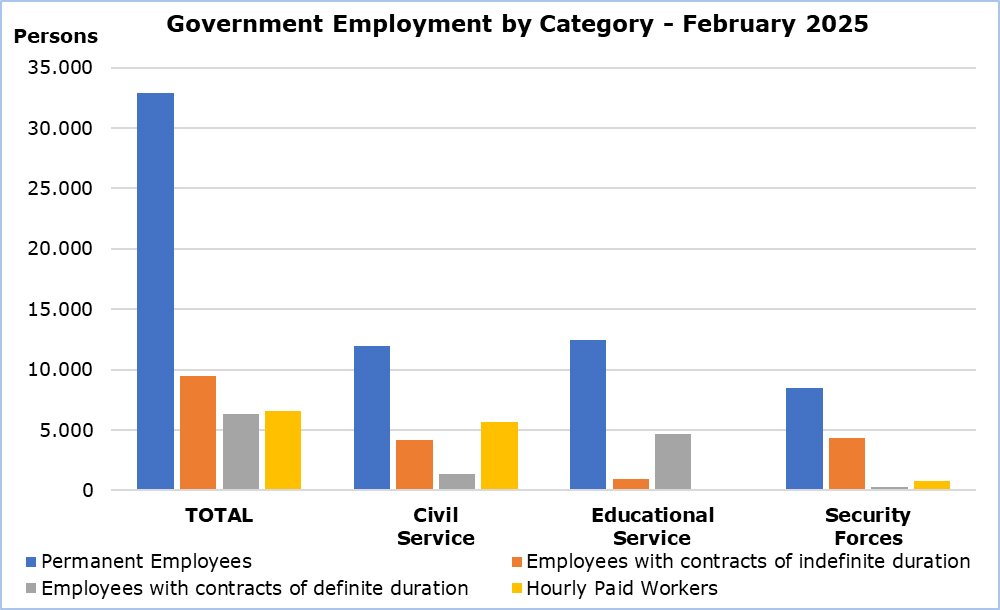 Government Employment by Category - February 2025
Persons
35.000
30.000
25.000
20.000
15.000
10.000
5.000
0
TOTAL
Civil
Service
Educational
Service
Security
Forces
Permanent Employees
Employees with contracts of indefinite duration
Employees with contracts of definite duration
Hourly Paid Workers